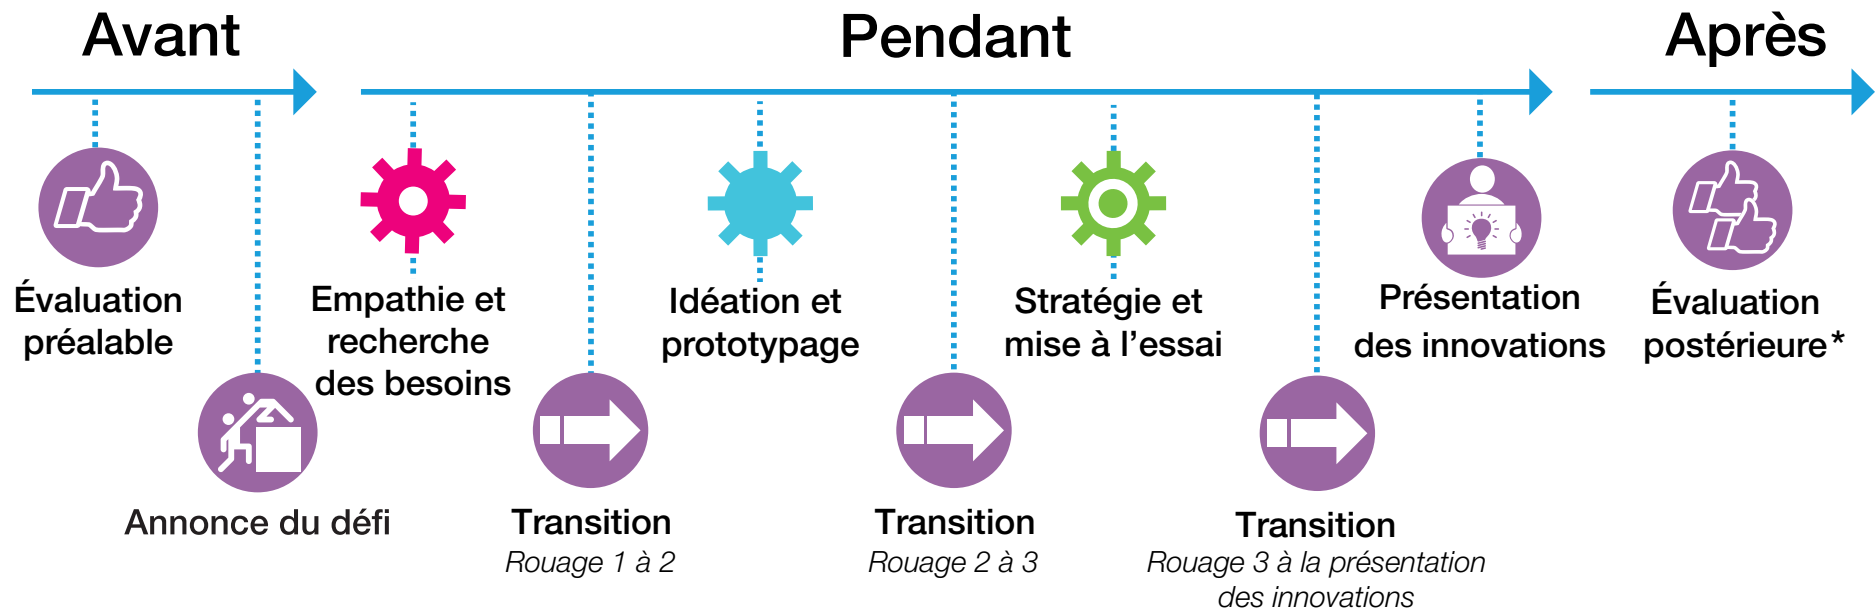 Avant
Pendant
Après
Évaluation
préalable
Annonce du défi
Empathie et
recherche
des besoins
Transition
Rouage 1 à 2
Idéation et
prototypage
Transition
Rouage 2 à 3
Stratégie et
mise à l’essai
Transition
Rouage 3 à la présentation
des innovations
Présentation
des innovations
Évaluation
postérieure*